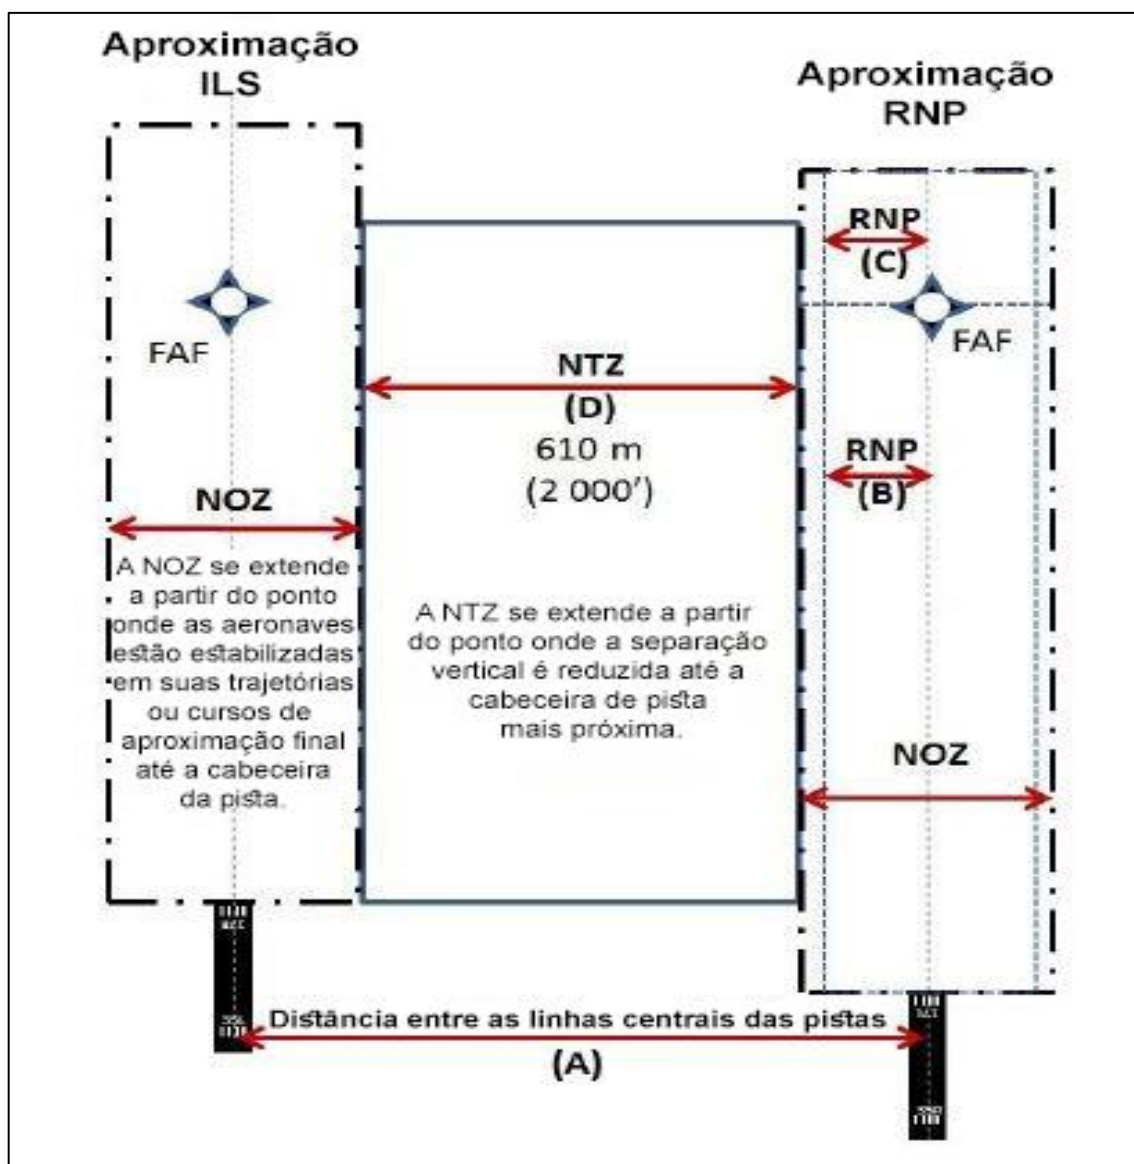 Aproximação
ILS
Aproximação
RNP
RNP
(C)
FAF
FAF
NTZ
(D)
610 m
(2 000’)
RNP
(B)
NOZ
A NOZ se extende
a partir do ponto
onde as aeronaves
estão estabilizadas
em suas trajetórias
ou cursos de
aproximação final
até a cabeceira
da pista.
A NTZ se extende a partir
do ponto onde a separação
vertical é reduzida até a
cabeceira de pista
mais próxima.
NOZ
Distância entre as linhas centrais das pistas
(A)